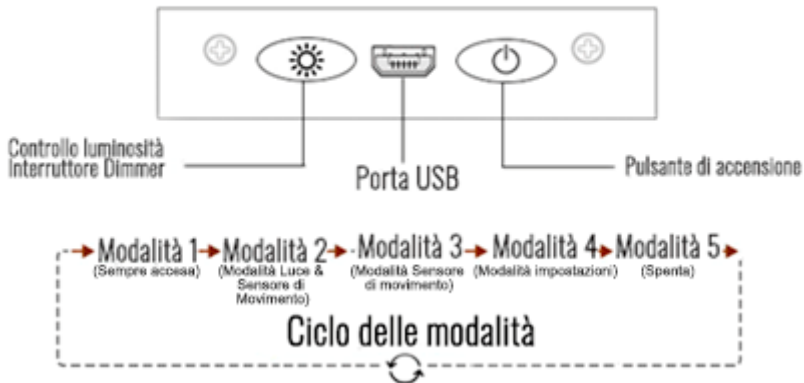 Controllo luminosità
Interruttore Dimmer
Porta USB
Pulsante di accensione
Modalità 1
(Sempre accesa)
Modalità 2
(Modalità Luce &
Sensore di
Movimento)
Modalità 3
(Modalità Sensore
di movimento)
Modalità 4
(Modalità impostazioni)
Modalità 5
(Spenta)
Ciclo delle modalità